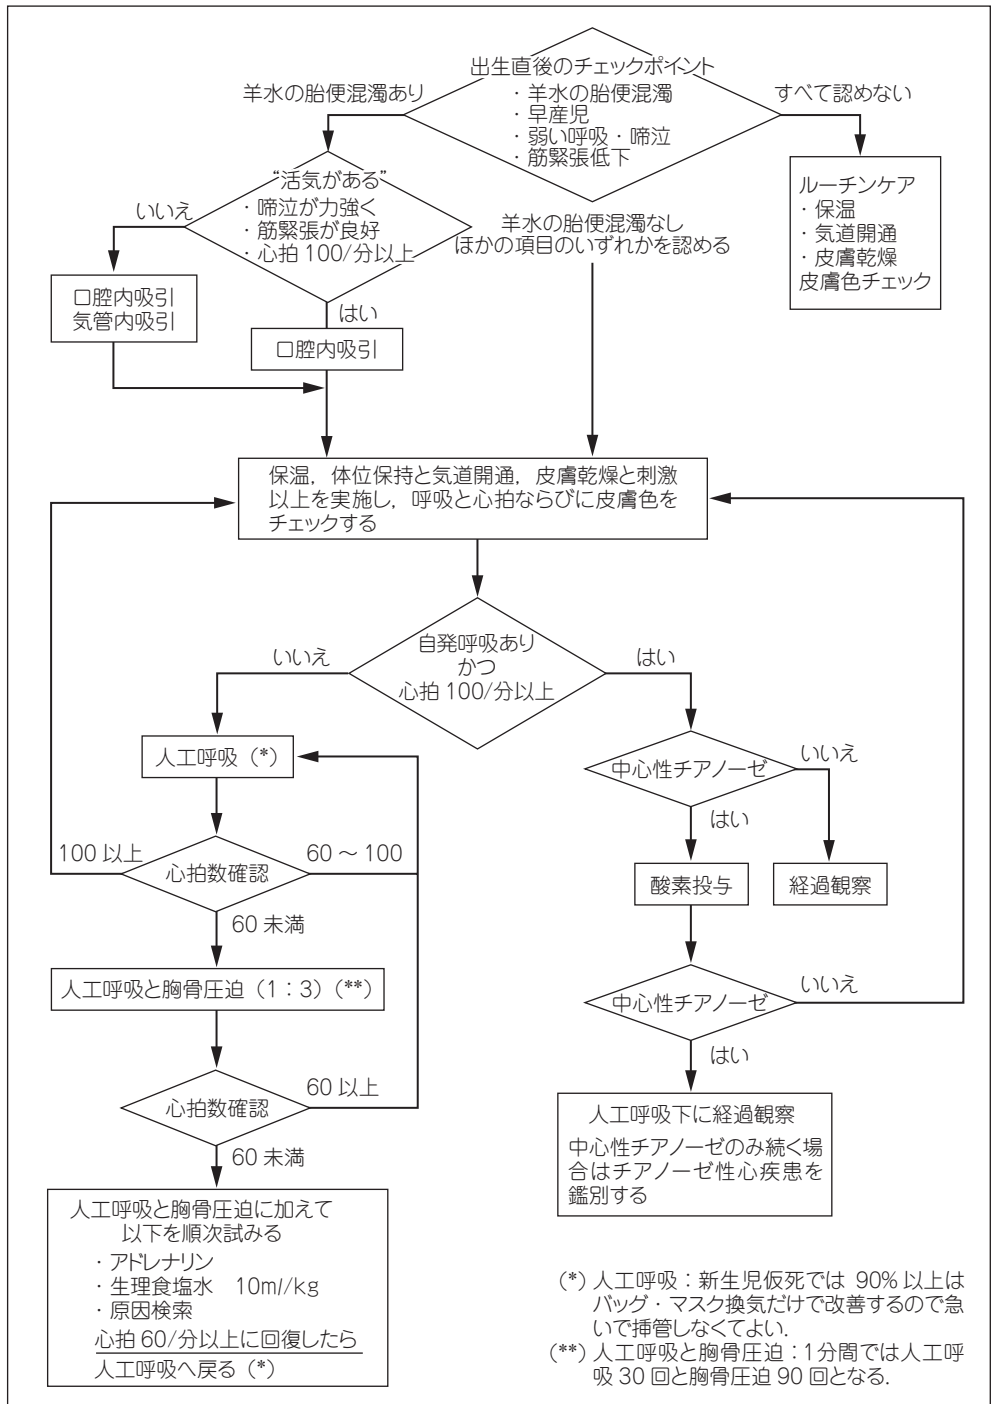 出生直後のチェックポイント
・羊水の胎便混濁
・早産児
・弱い呼吸・啼泣
・筋緊張低下
羊水の胎便混濁あり
すべて認めない
“活気がある”
・啼泣が力強く
・筋緊張が良好
・心拍 100/分以上
いいえ
はい
羊水の胎便混濁なし
ほかの項目のいずれかを認める
ルーチンケア
・保温
・気道開通
・皮膚乾燥
皮膚色チェック
口腔内吸引
気管内吸引
口腔内吸引
保温，体位保持と気道開通，皮膚乾燥と刺激
以上を実施し，呼吸と心拍ならびに皮膚色を
チェックする
自発呼吸あり
かつ
心拍 100/分以上
いいえ
はい
人工呼吸（*）
中心性チアノーゼ
いいえ
はい
心拍数確認
100 以上
60 ～ 100
60 未満
酸素投与
経過観察
人工呼吸と胸骨圧迫（1：3）（**）
中心性チアノーゼ
いいえ
はい
心拍数確認
60 以上
60 未満
人工呼吸下に経過観察
中心性チアノーゼのみ続く場
合はチアノーゼ性心疾患を
鑑別する
人工呼吸と胸骨圧迫に加えて
以下を順次試みる
・アドレナリン
・生理食塩水　10ml/kg
・原因検索
心拍 60/分以上に回復したら
人工呼吸へ戻る（*）
（*）人工呼吸：新生児仮死では 90％以上は
バッグ・マスク換気だけで改善するので急
いで挿管しなくてよい．
（**）人工呼吸と胸骨圧迫：1分間では人工呼
吸 30 回と胸骨圧迫 90 回となる．